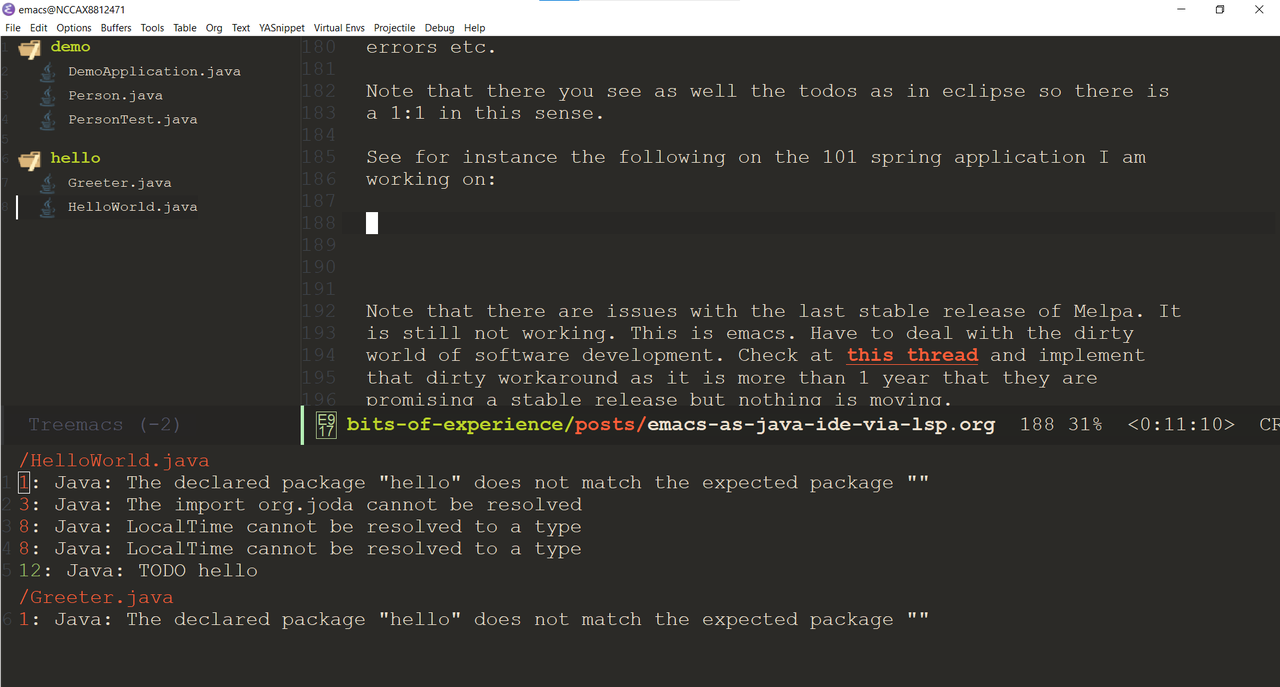 emacs@NCCAX8812471
File Edit Options Buffers Tools Table Org Text YASnippet Virtual Envs Projectile Debug Help
1 demo
2 DemoApplication.java
3 Person.java
4 PersonTest.java
5
6 hello
7 Greeter.java
8 HelloWorld.java
180 errors etc.
181
182 Note that there you see as well the todos as in eclipse so there is
183 a 1:1 in this sense.
184
185 See for instance the following on the 101 spring application I am
186 working on:
187
188
189
190
191
192 Note that there are issues with the last stable release of Melpa. It
193 is still not working. This is emacs. Have to deal with the dirty
194 world of software development. Check at this thread and implement
195 that dirty workaround as it is more than 1 year that they are
196 promising a stable release but nothing is moving.
Treemacs (-2)
E9 17 bits-of-experience/posts/emacs-as-java-ide-via-lsp.org 188 31% <0:11:10> CR
/HelloWorld.java
1 1: Java: The declared package "hello" does not match the expected package ""
2 3: Java: The import org.joda cannot be resolved
3 8: Java: LocalTime cannot be resolved to a type
4 8: Java: LocalTime cannot be resolved to a type
5 12: Java: TODO hello
/Greeter.java
6 1: Java: The declared package "hello" does not match the expected package ""